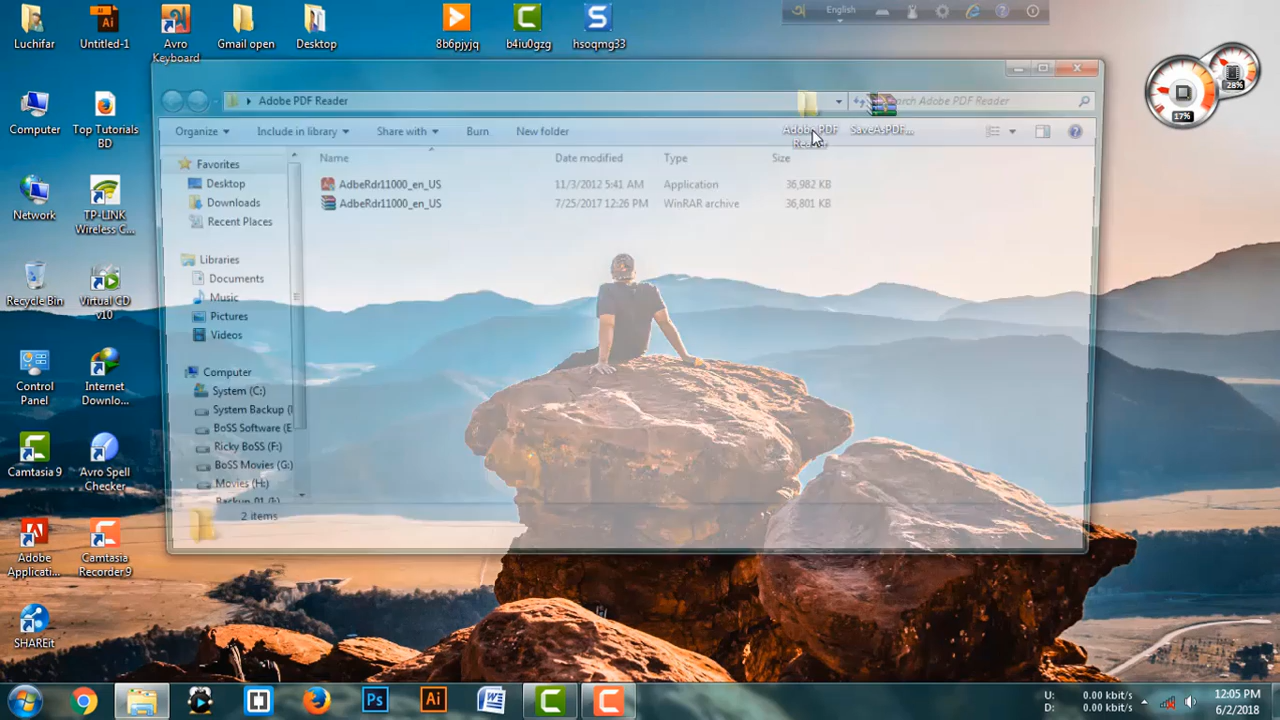 Luchifar
Untitled-1
Avro
Keyboard
Gmail open
Desktop
8b6pjyjq
b4iu0gzg
hsoqmg33
English
28%
17%
Adobe PDF Reader
Search Adobe PDF Reader
Adobe PDF
Reader
SaveAsPDF...
Organize
Include in library
Share with
Burn
New folder
Name
Date modified
Type
Size
AdbeRdr11000_en_US
11/3/2012 5:41 AM
Application
36,982 KB
AdbeRdr11000_en_US
7/25/2017 12:26 PM
WinRAR archive
36,801 KB
Favorites
Desktop
Downloads
Recent Places
Libraries
Documents
Music
Pictures
Videos
Computer
System (C:)
System Backup (
BoSS Software (E
Ricky BoSS (F:)
BoSS Movies (G:)
Movies (H:)
Backup 01 (I:)
2 items
Computer
Top Tutorials
BD
Network
TP-LINK
Wireless C...
Recycle Bin
Virtual CD
v10
Control
Panel
Internet
Downlo...
Camtasia 9
Avro Spell
Checker
Adobe
Applicati...
Camtasia
Recorder 9
SHAREit
Ps
Ai
U: 0.00 kbit/s
D: 0.00 kbit/s
12:05 PM
6/2/2018